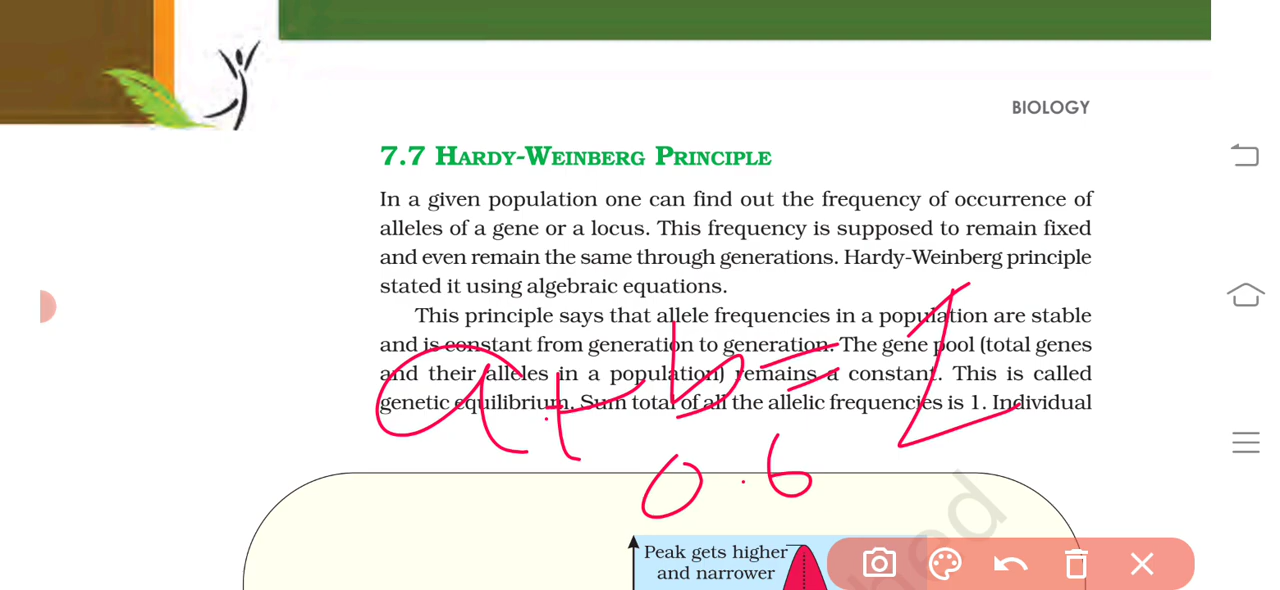 BIOLOGY
7.7 HARDY-WEINBERG PRINCIPLE
In a given population one can find out the frequency of occurrence of
alleles of a gene or a locus. This frequency is supposed to remain fixed
and even remain the same through generations. Hardy-Weinberg principle
stated it using algebraic equations.
This principle says that allele frequencies in a population are stable
and is constant from generation to generation. The gene pool (total genes
and their alleles in a population) remains a constant. This is called
genetic equilibrium. Sum total of all the allelic frequencies is 1. Individual
a + b = 1
0.6
Peak gets higher
and narrower
hed